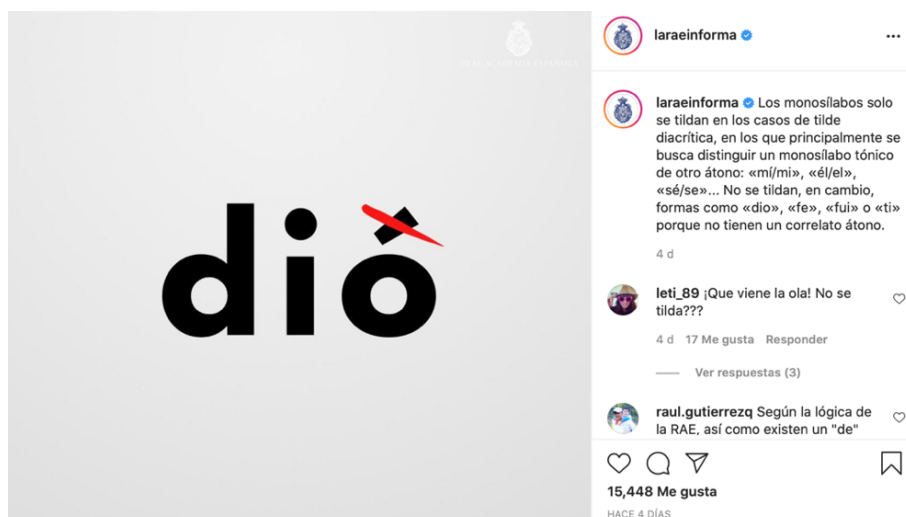 REAL ACADEMIA ESPAÑOLA
dió
laraeinforma
laraeinforma Los monosílabos solo
se tildan en los casos de tilde
diacrítica, en los que principalmente se
busca distinguir un monosílabo tónico
de otro átono: «mí/mi», «él/el»,
«sé/se»... No se tildan, en cambio,
formas como «dio», «fe», «fui» o «ti»
porque no tienen un correlato átono.
4 d
leti_89 ¡Que viene la ola! No se
tilda???
4 d 17 Me gusta Responder
Ver respuestas (3)
raul.gutierrezq Según la lógica de
la RAE, así como existen un "de"
15,448 Me gusta
HACE 4 DÍAS